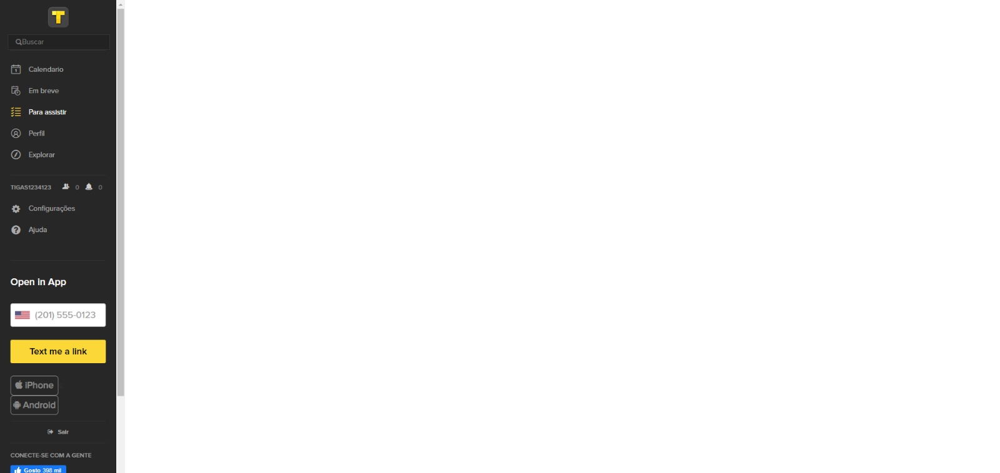 T
Buscar
1
Calendario
Em breve
Para assistir
Perfil
Explorar
TIGAS1234123 0 0
Configurações
Ajuda
Open in App
(201) 555-0123
Text me a link
iPhone
Android
Sair
CONECTE-SE COM A GENTE
Gosto 398 mil